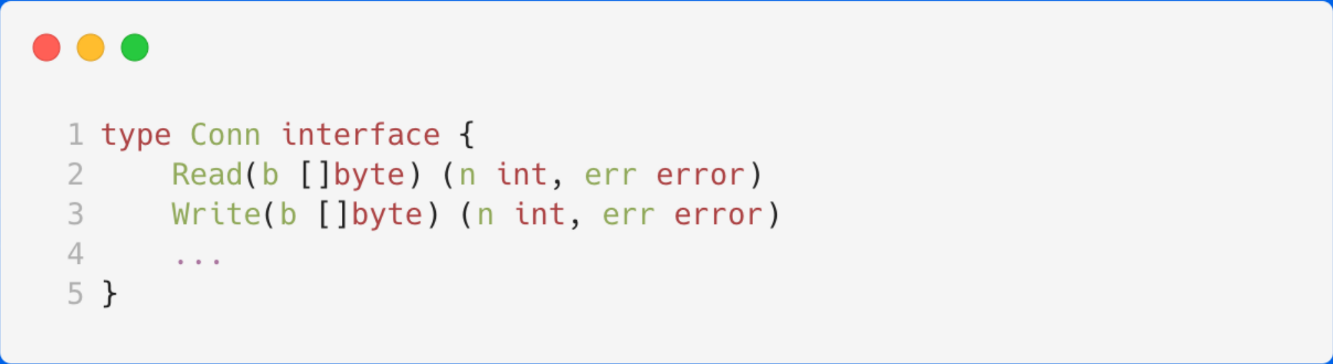 1 type Conn interface {
2     Read(b []byte) (n int, err error)
3     Write(b []byte) (n int, err error)
4     ...
5 }